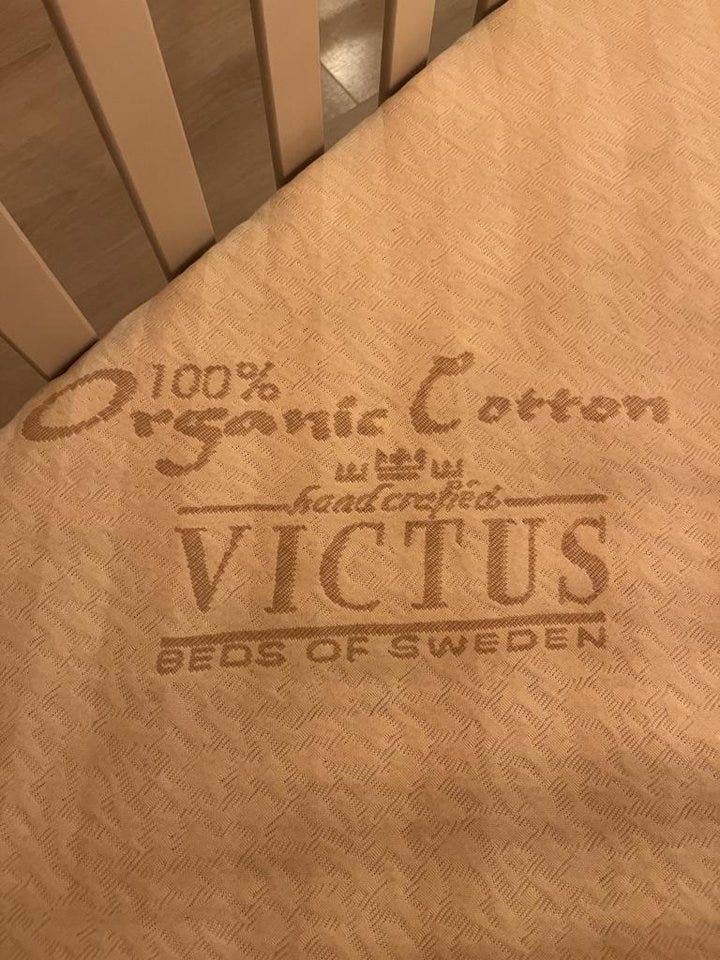 100%
Organic Cotton
handcrafted
VICTUS
BEDS OF SWEDEN